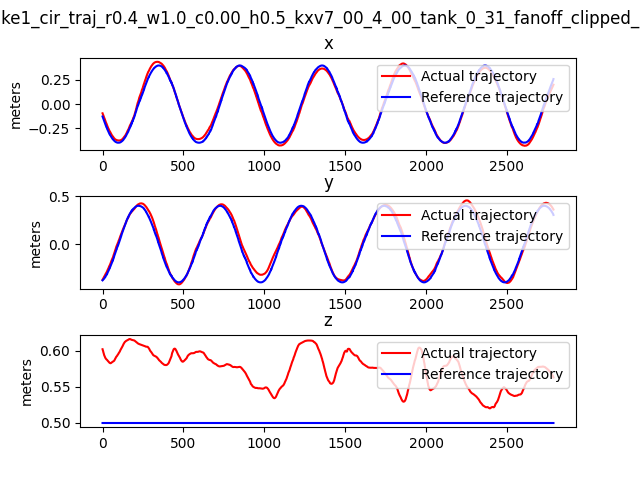 ke1_cir_traj_r0.4_w1.0_c0.00_h0.5_kxv7_00_4_00_tank_0_31_fanoff_clipped_
x
meters
0.25
0.00
−0.25
Actual trajectory
Reference trajectory
0 500 1000 1500 2000 2500
y
meters
0.5
0.0
Actual trajectory
Reference trajectory
0 500 1000 1500 2000 2500
z
meters
0.60
0.55
0.50
Actual trajectory
Reference trajectory
0 500 1000 1500 2000 2500